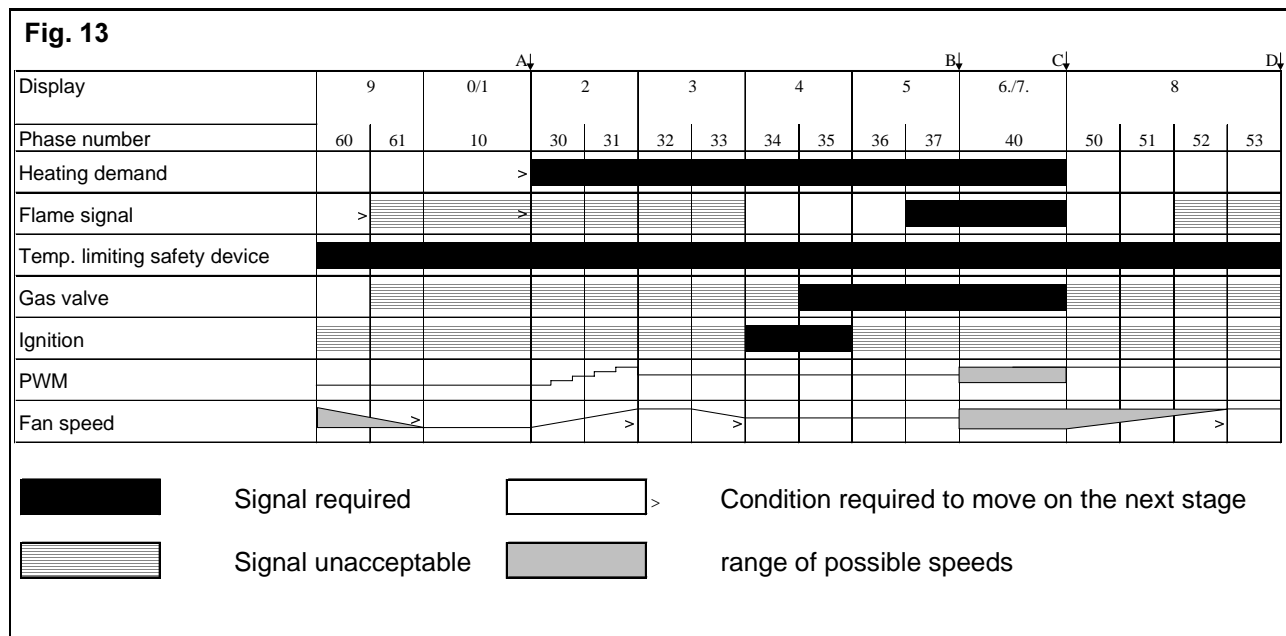 Fig. 13
A B C D
Display 9 0/1 2 3 4 5 6./7. 8
Phase number 60 61 10 30 31 32 33 34 35 36 37 40 50 51 52 53
Heating demand >
Flame signal > >
Temp. limiting safety device
Gas valve
Ignition
PWM
Fan speed > > > >
Signal required > Condition required to move on the next stage
Signal unacceptable range of possible speeds